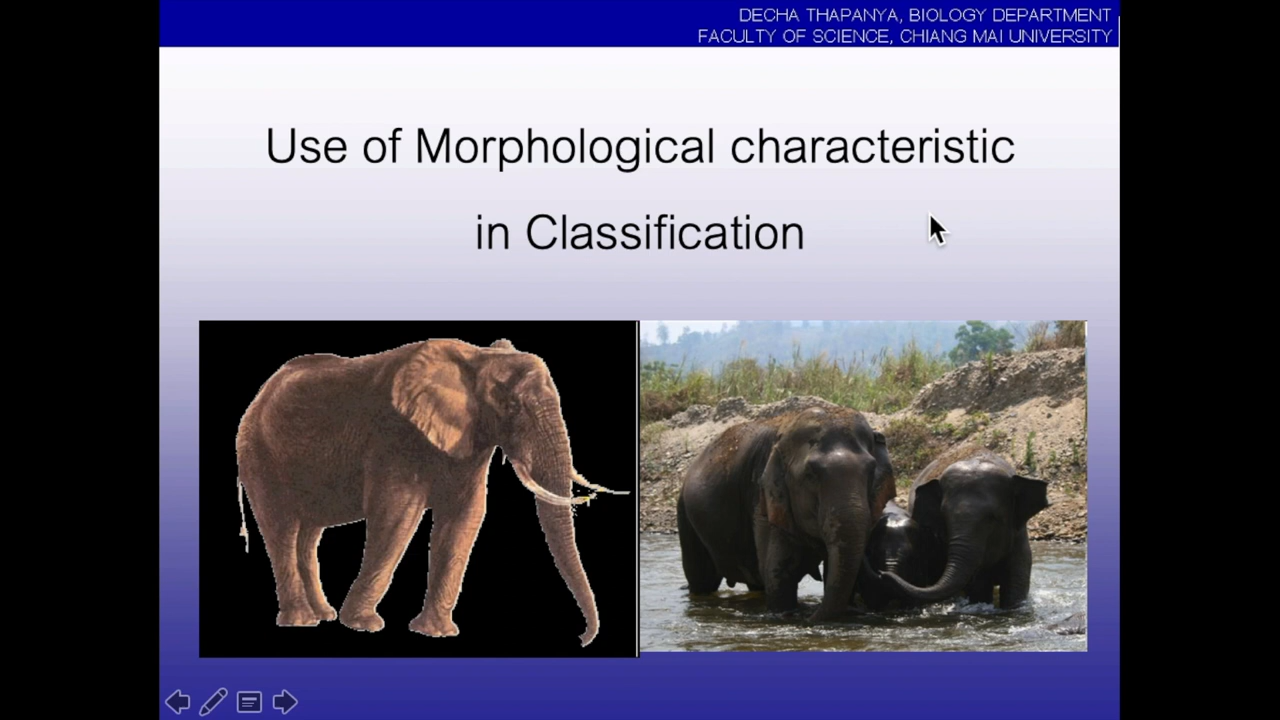 DECHA THAPANYA, BIOLOGY DEPARTMENT
FACULTY OF SCIENCE, CHIANG MAI UNIVERSITY
Use of Morphological characteristic
in Classification